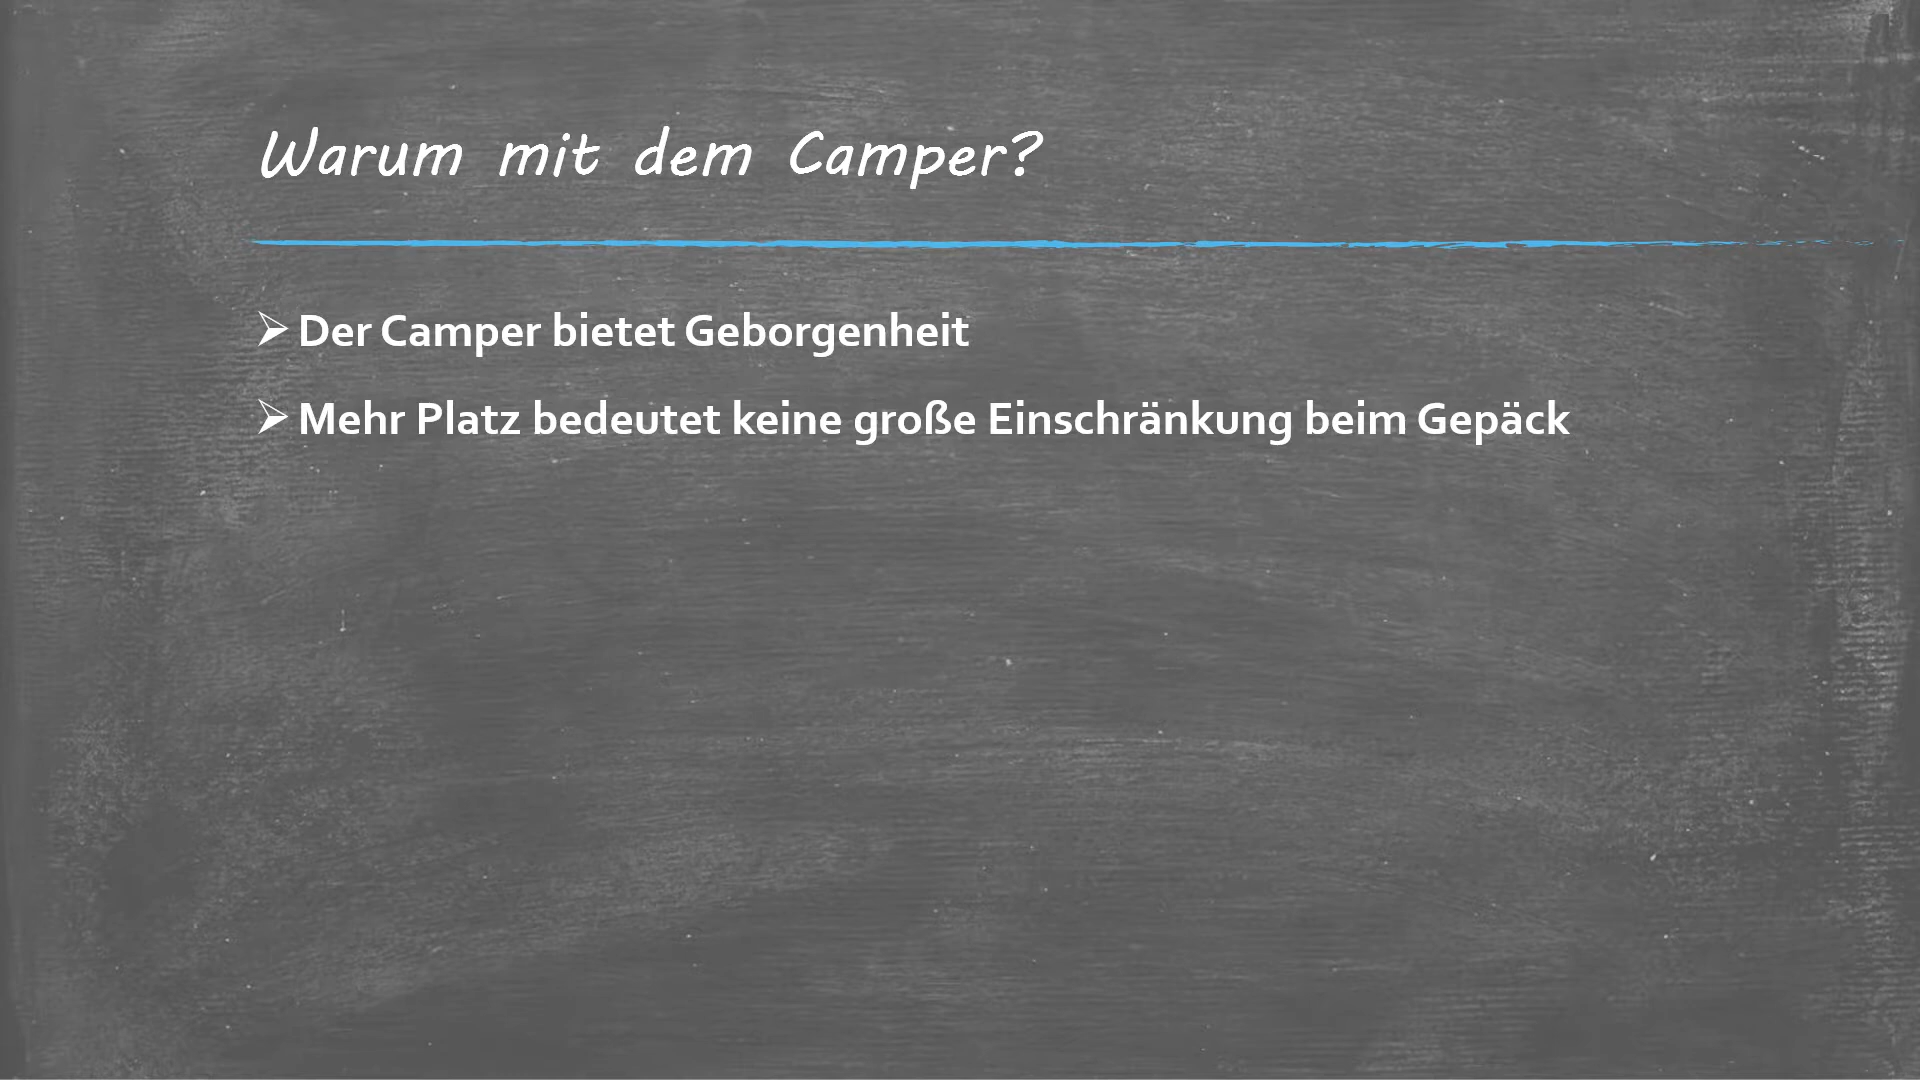 Warum mit dem Camper?
➢ Der Camper bietet Geborgenheit
➢ Mehr Platz bedeutet keine große Einschränkung beim Gepäck